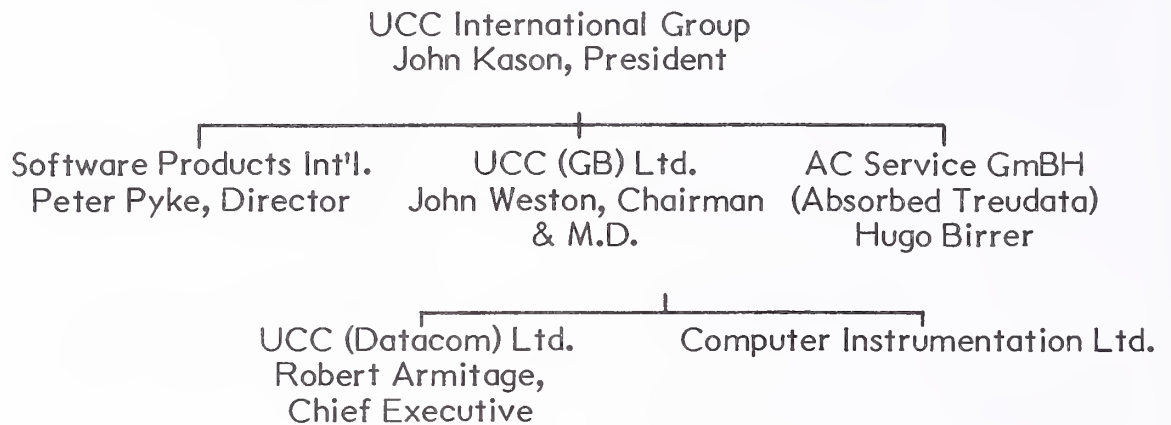 UCC International Group
John Kason, President
Software Products Int'l.
Peter Pyke, Director
UCC (GB) Ltd.
John Weston, Chairman
& M.D.
AC Service GmBH
(Absorbed Treudata)
Hugo Birrer
UCC (Datacom) Ltd.
Robert Armitage,
Chief Executive
Computer Instrumentation Ltd.